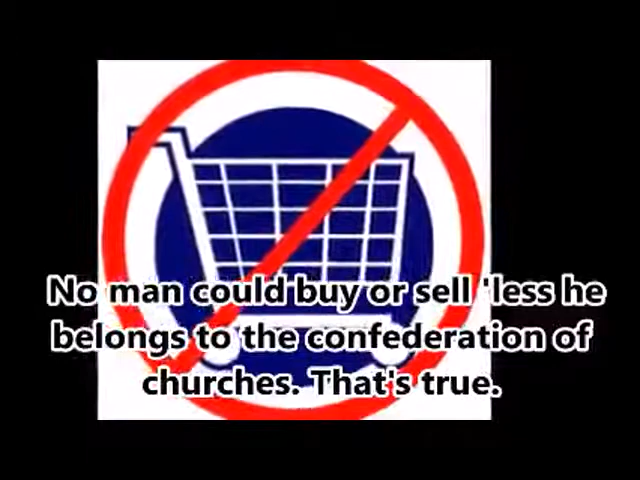 No man could buy or sell 'less he
belongs to the confederation of
churches. That's true.